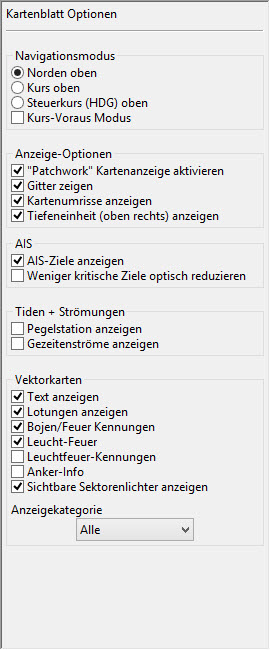 Kartenblatt Optionen
Navigationsmodus
Norden oben
Kurs oben
Steuerkurs (HDG) oben
Kurs-Voraus Modus
Anzeige-Optionen
"Patchwork" Kartenanzeige aktivieren
Gitter zeigen
Kartenumrisse anzeigen
Tiefeneinheit (oben rechts) anzeigen
AIS
AIS-Ziele anzeigen
Weniger kritische Ziele optisch reduzieren
Tiden + Strömungen
Pegelstation anzeigen
Gezeitenströme anzeigen
Vektorkarten
Text anzeigen
Lotungen anzeigen
Bojen/Feuer Kennungen
Leucht-Feuer
Leuchtfeuer-Kennungen
Anker-Info
Sichtbare Sektorenlichter anzeigen
Anzeigekategorie
Alle